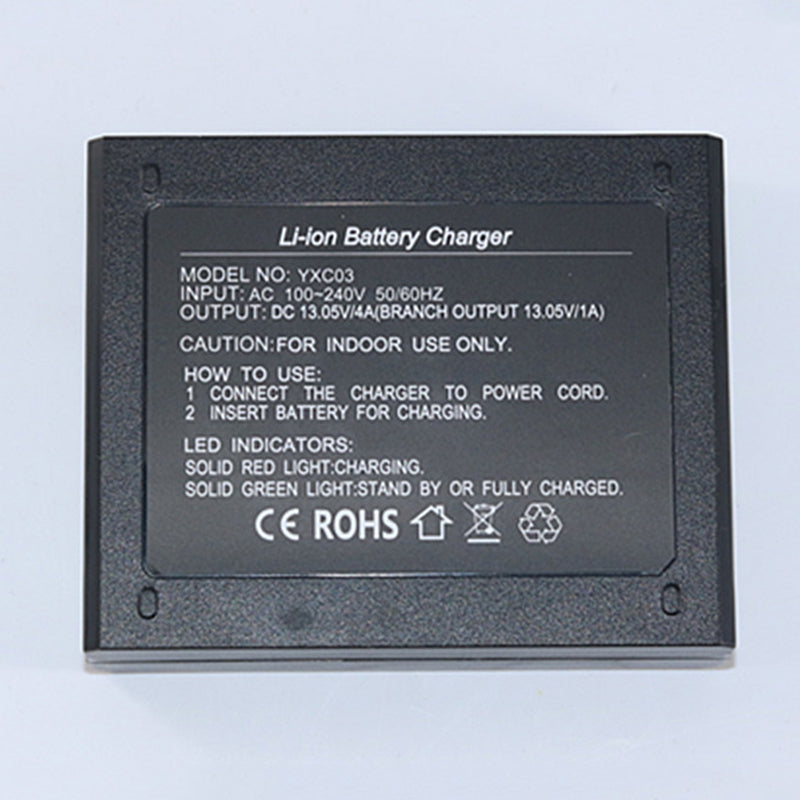 Li-ion Battery Charger
MODEL NO: YXC03
INPUT: AC 100~240V 50/60HZ
OUTPUT: DC 13.05V/4A(BRANCH OUTPUT 13.05V/1A)
CAUTION:FOR INDOOR USE ONLY.
HOW TO USE:
1 CONNECT THE CHARGER TO POWER CORD.
2 INSERT BATTERY FOR CHARGING.
LED INDICATORS:
SOLID RED LIGHT:CHARGING.
SOLID GREEN LIGHT:STAND BY OR FULLY CHARGED.
CE ROHS